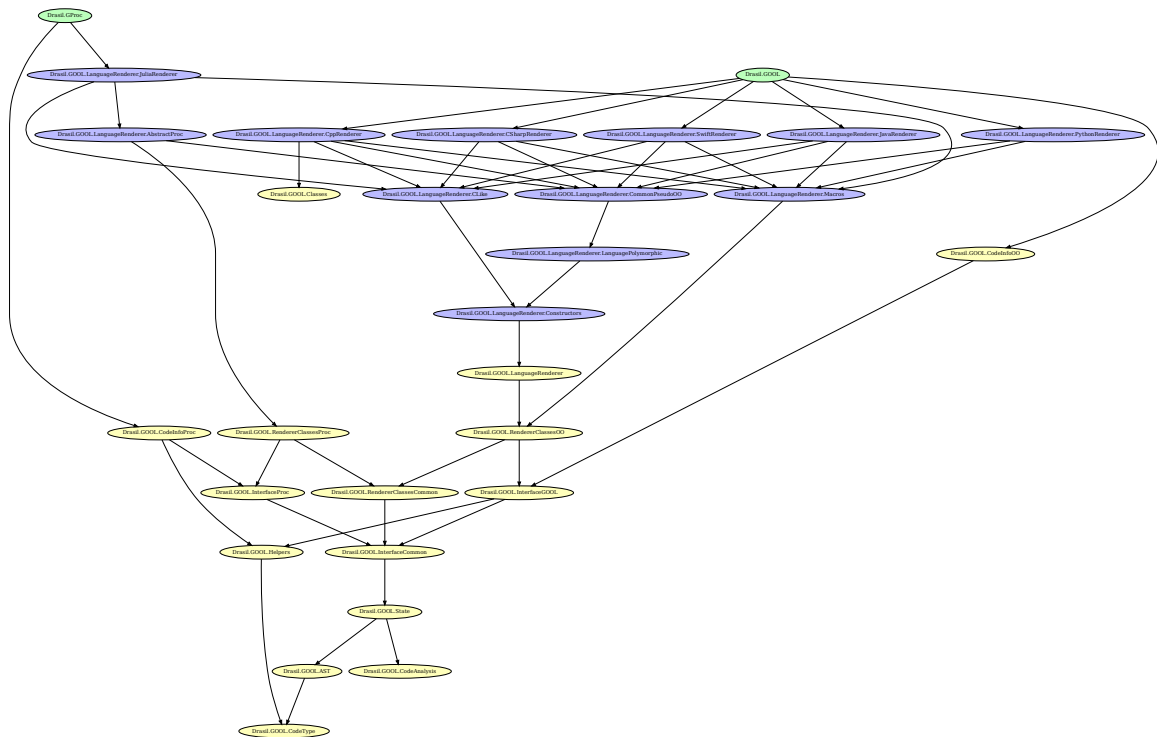 Drasil.GProc
Drasil.GOOL.LanguageRenderer.JuliaRenderer
Drasil.GOOL
Drasil.GOOL.LanguageRenderer.AbstractProc
Drasil.GOOL.LanguageRenderer.CppRenderer
Drasil.GOOL.LanguageRenderer.CSharpRenderer
Drasil.GOOL.LanguageRenderer.SwiftRenderer
Drasil.GOOL.LanguageRenderer.JavaRenderer
Drasil.GOOL.LanguageRenderer.PythonRenderer
Drasil.GOOL.Classes
Drasil.GOOL.LanguageRenderer.CLike
Drasil.GOOL.LanguageRenderer.CommonPseudoOO
Drasil.GOOL.LanguageRenderer.Macros
Drasil.GOOL.LanguageRenderer.LanguagePolymorphic
Drasil.GOOL.CodeInfoOO
Drasil.GOOL.LanguageRenderer.Constructors
Drasil.GOOL.LanguageRenderer
Drasil.GOOL.CodeInfoProc
Drasil.GOOL.RendererClassesProc
Drasil.GOOL.RendererClassesOO
Drasil.GOOL.InterfaceProc
Drasil.GOOL.RendererClassesCommon
Drasil.GOOL.InterfaceGOOL
Drasil.GOOL.Helpers
Drasil.GOOL.InterfaceCommon
Drasil.GOOL.State
Drasil.GOOL.AST
Drasil.GOOL.CodeAnalysis
Drasil.GOOL.CodeType